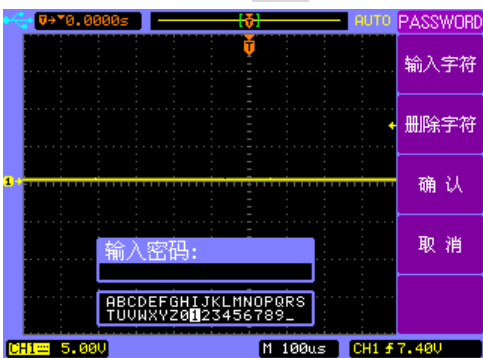 T→▼0.0000s
[T]
AUTO
PASSWORD
T
输入字符
删除字符
1
确 认
取 消
输入密码:
ABCDEFGHIJKLMNOPQRS
TUVWXYZ0123456789_
CH1 5.00V
M 100us
CH1 7.40V